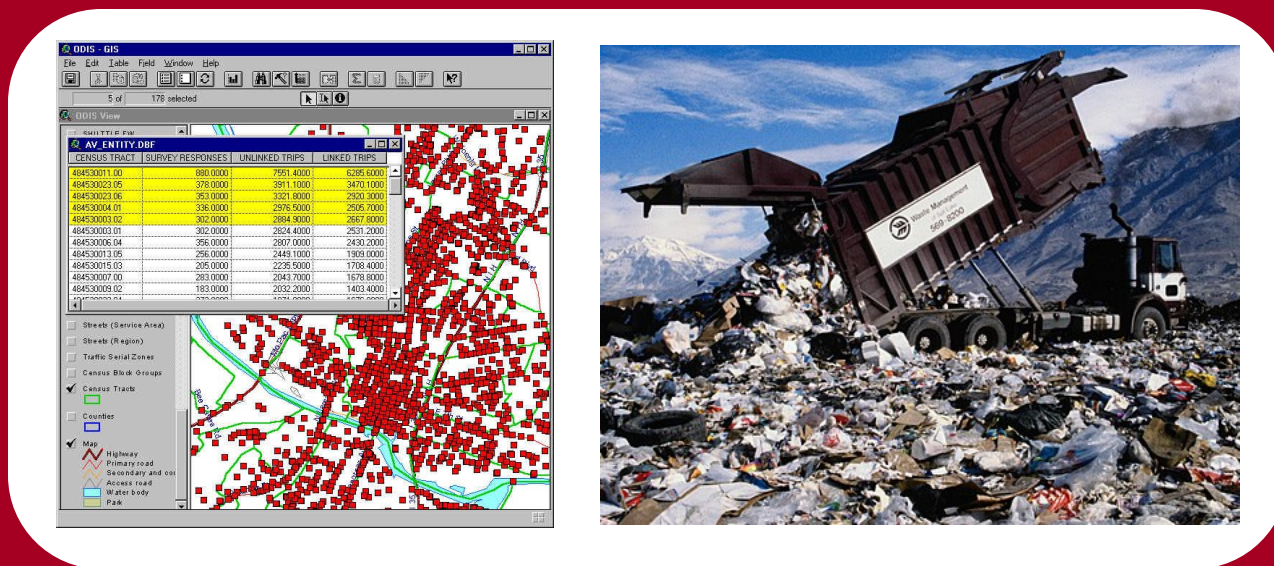 ODIS - GIS
File Edit Table Field Window Help
5 of 178 selected
ODIS View
SHUTTLE EW
AV_ENTITY.DBF
CENSUS TRACT SURVEY RESPONSES UNLINKED TRIPS LINKED TRIPS
484530011.00 880.0000 7551.4000 6285.6000
484530023.05 378.0000 3911.1000 3470.1000
484530023.06 353.0000 3321.8000 2920.3000
484530004.01 336.0000 2976.5000 2505.7000
484530003.02 302.0000 2884.9000 2667.8000
484530003.01 302.0000 2824.4000 2531.2000
484530006.04 356.0000 2807.0000 2430.2000
484530013.05 256.0000 2449.1000 1909.0000
484530015.03 205.0000 2235.5000 1708.4000
484530007.00 283.0000 2043.7000 1678.8000
484530009.02 183.0000 2032.2000 1403.4000
Streets (Service Area)
Streets (Region)
Traffic Serial Zones
Census Block Groups
Census Tracts
Counties
Map
Highway
Primary road
Secondary and con
Access road
Water body
Park
Waste Management
569-8200